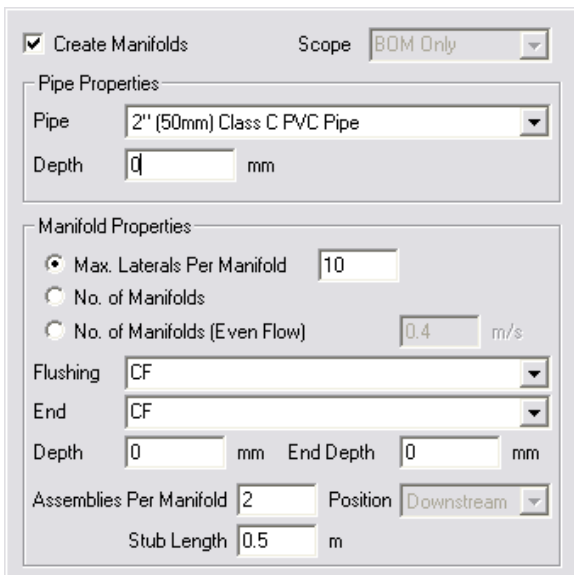 Create Manifolds Scope BOM Only
Pipe Properties
Pipe 2" (50mm) Class C PVC Pipe
Depth 0 mm
Manifold Properties
Max. Laterals Per Manifold 10
No. of Manifolds
No. of Manifolds (Even Flow) 0.4 m/s
Flushing CF
End CF
Depth 0 mm End Depth 0 mm
Assemblies Per Manifold 2 Position Downstream
Stub Length 0.5 m